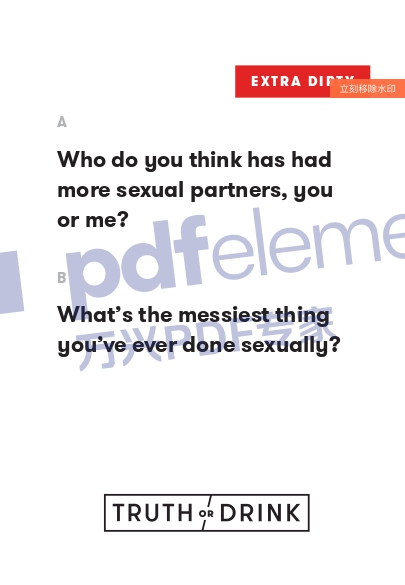 EXTRA DIRTY
立刻移除水印
A
Who do you think has had
more sexual partners, you
or me?
pdfeleme
B
What's the messiest thing
万兴PDF专家
you've ever done sexually?
TRUTH OR DRINK